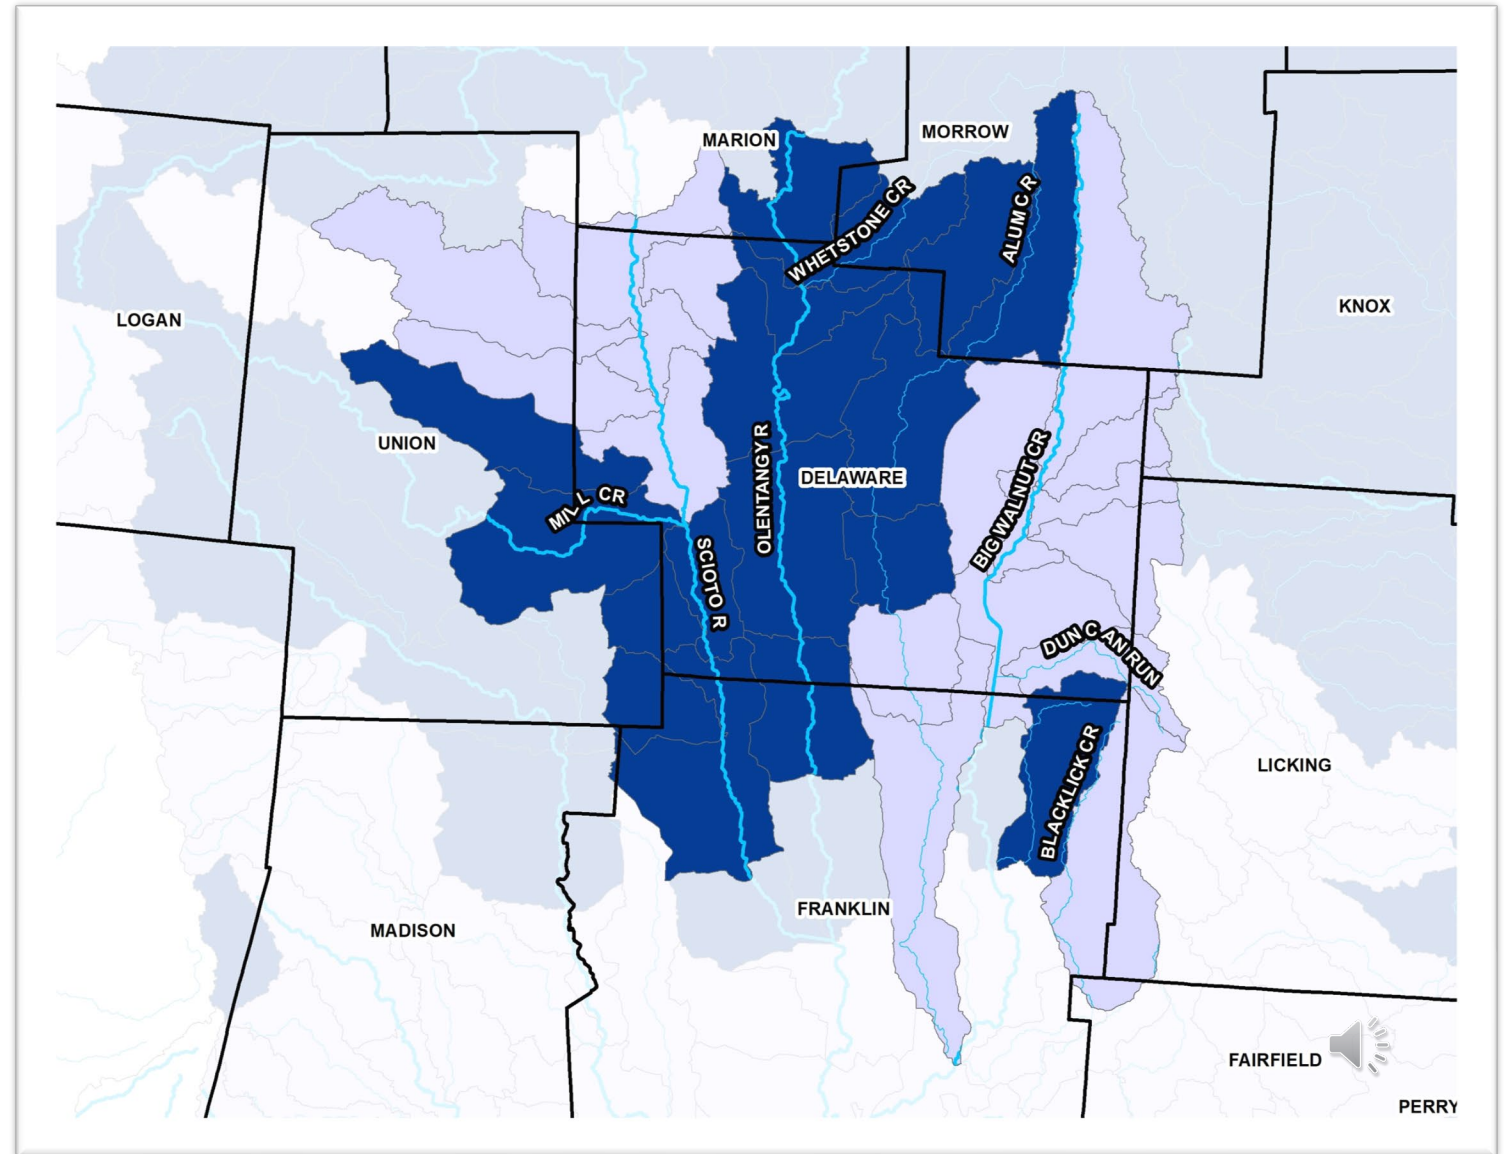 MARION
MORROW
WHETSTONE CR
ALUM C R
KNOX
LOGAN
UNION
MILL CR
OLENTANGY R
DELAWARE
BIG WALNUT CR
SCIOTO R
DUNCAN RUN
BLACKLICK CR
LICKING
FRANKLIN
MADISON
FAIRFIELD
PERRY